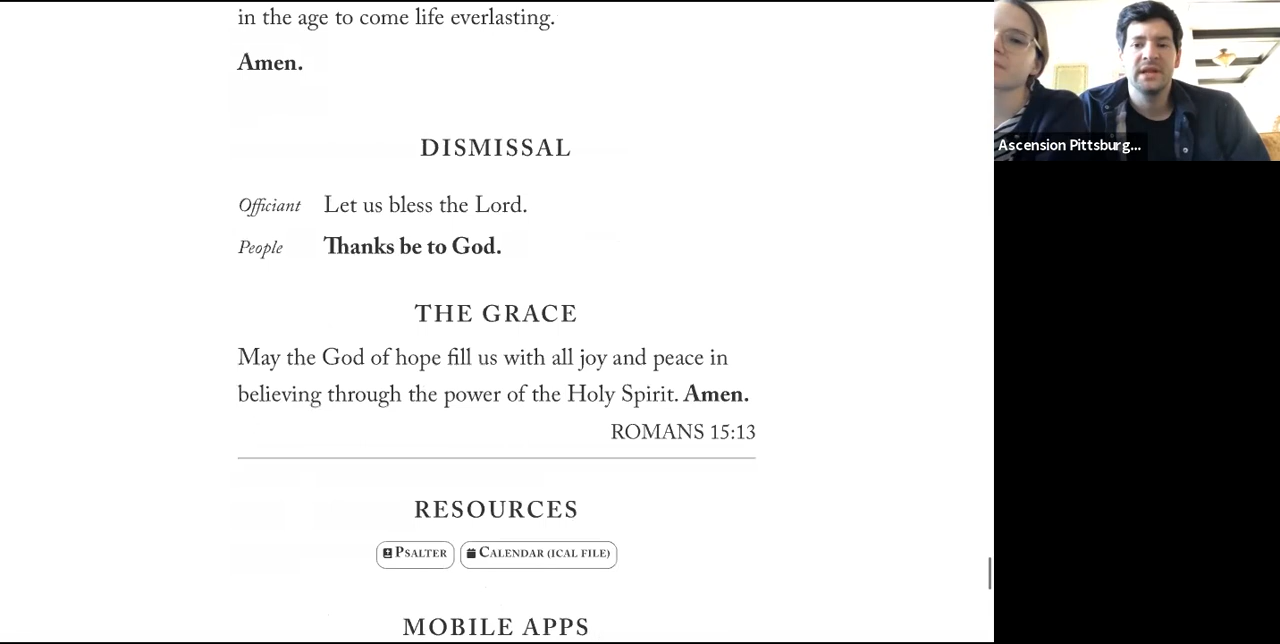 in the age to come life everlasting.
Amen.
DISMISSAL
Officiant Let us bless the Lord.
People Thanks be to God.
THE GRACE
May the God of hope fill us with all joy and peace in
believing through the power of the Holy Spirit. Amen.
ROMANS 15:13
RESOURCES
PSALTER CALENDAR (ICAL FILE)
MOBILE APPS
Ascension Pittsburg...